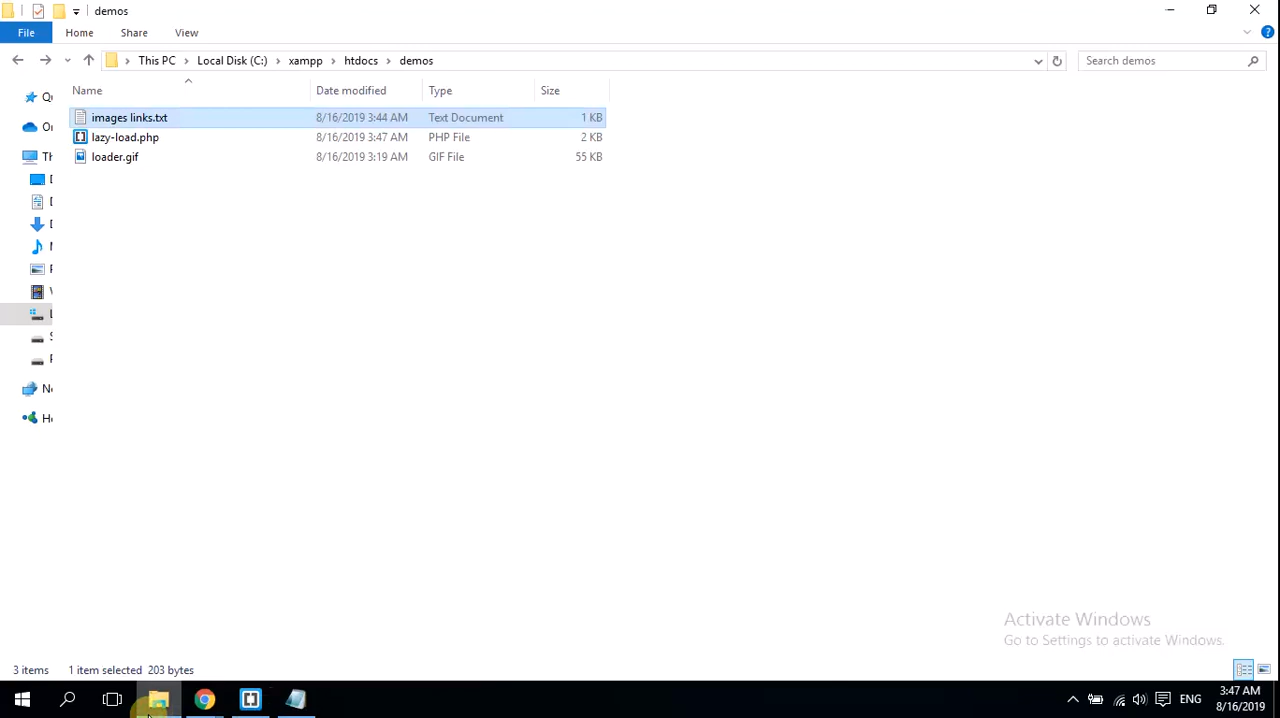 demos
File Home Share View
This PC Local Disk (C:) xampp htdocs demos Search demos
Name Date modified Type Size
images links.txt 8/16/2019 3:44 AM Text Document 1 KB
lazy-load.php 8/16/2019 3:47 AM PHP File 2 KB
loader.gif 8/16/2019 3:19 AM GIF File 55 KB
Activate Windows
Go to Settings to activate Windows.
3 items 1 item selected 203 bytes
ENG 3:47 AM
8/16/2019